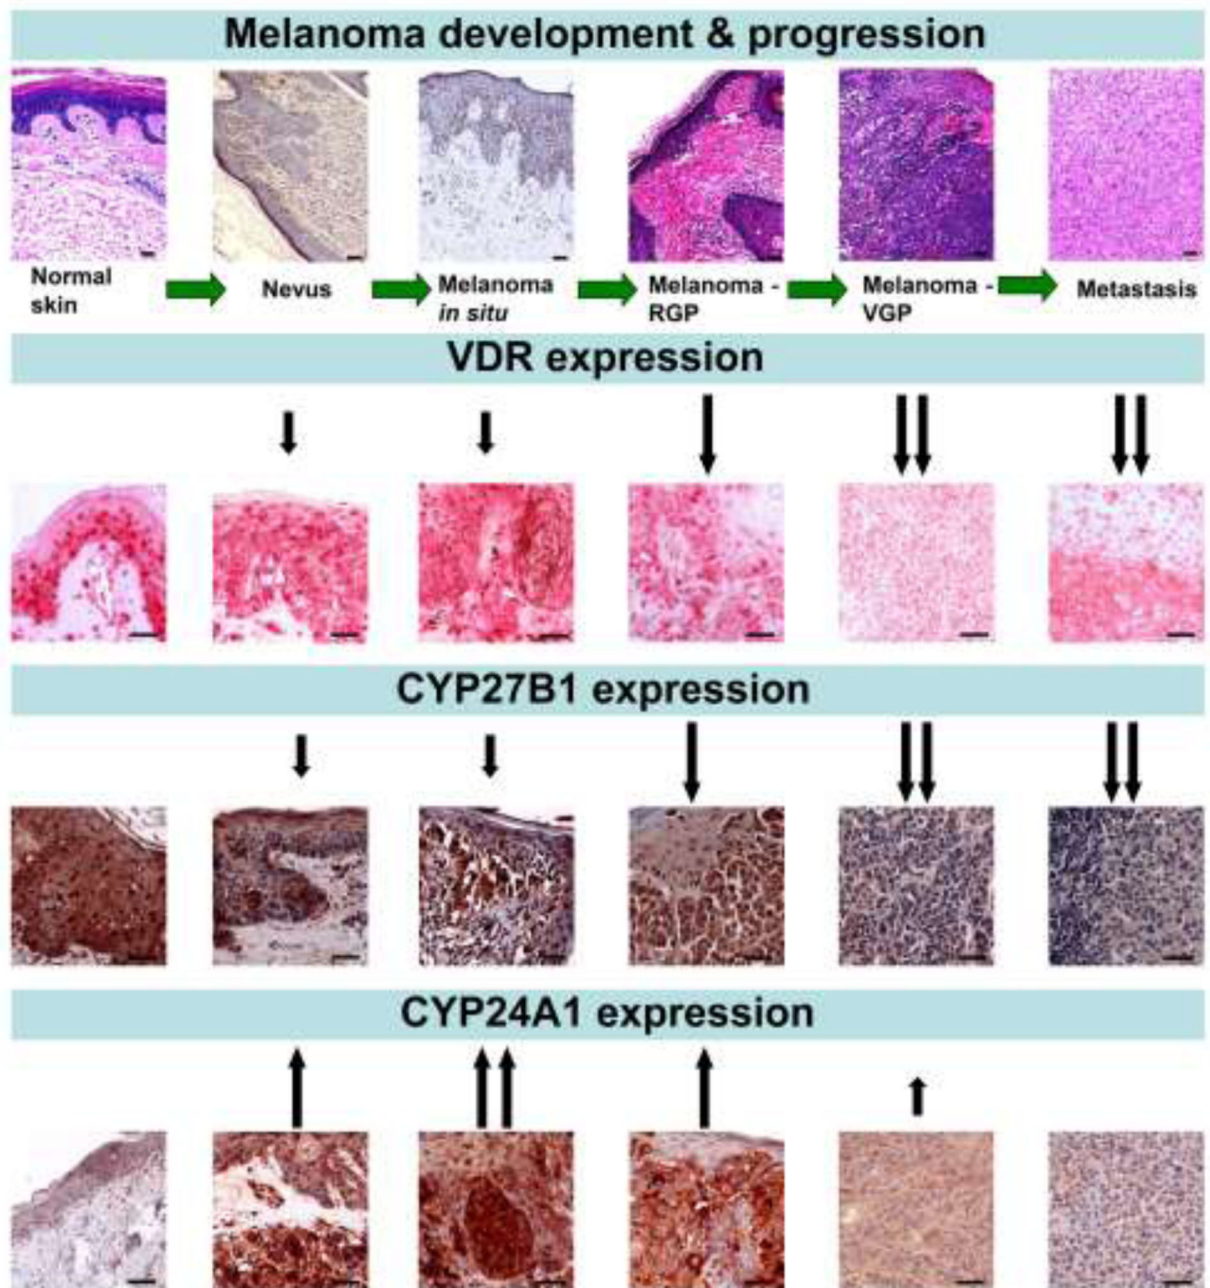 Melanoma development & progression
Normal
skin
Nevus
Melanoma
in situ
Melanoma -
RGP
Melanoma -
VGP
Metastasis
VDR expression
CYP27B1 expression
CYP24A1 expression